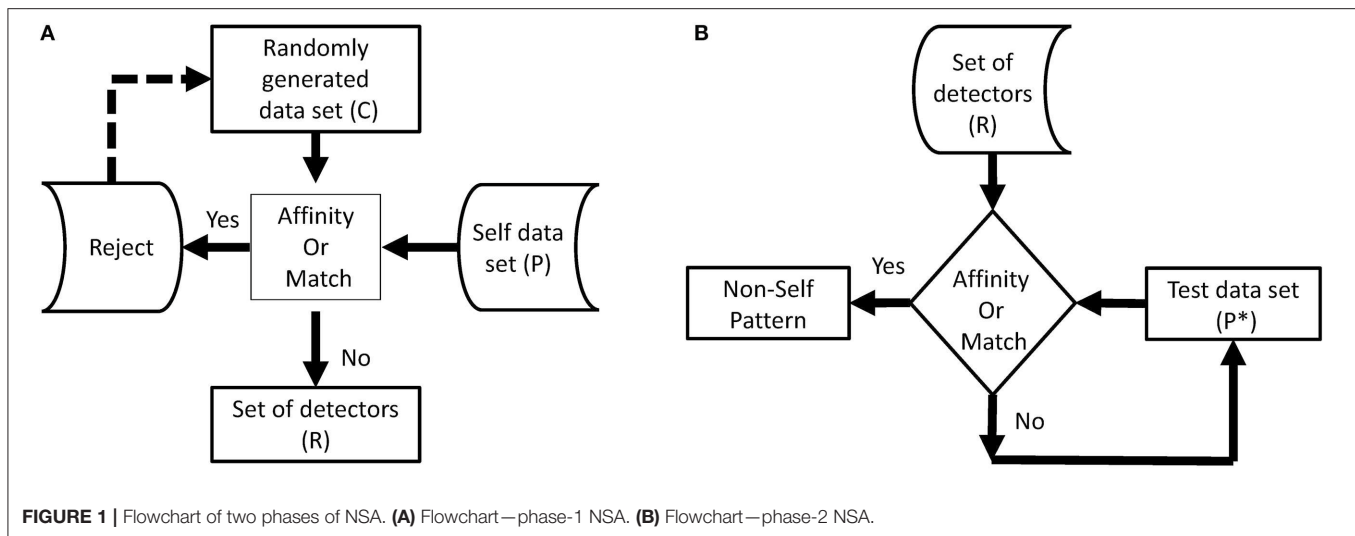 A
Randomly
generated
data set (C)
Reject
Yes
Affinity
Or
Match
Self data
set (P)
No
Set of detectors
(R)
B
Set of
detectors
(R)
Non-Self
Pattern
Yes
Affinity
Or
Match
Test data set
(P*)
No
FIGURE 1 | Flowchart of two phases of NSA. (A) Flowchart—phase-1 NSA. (B) Flowchart—phase-2 NSA.